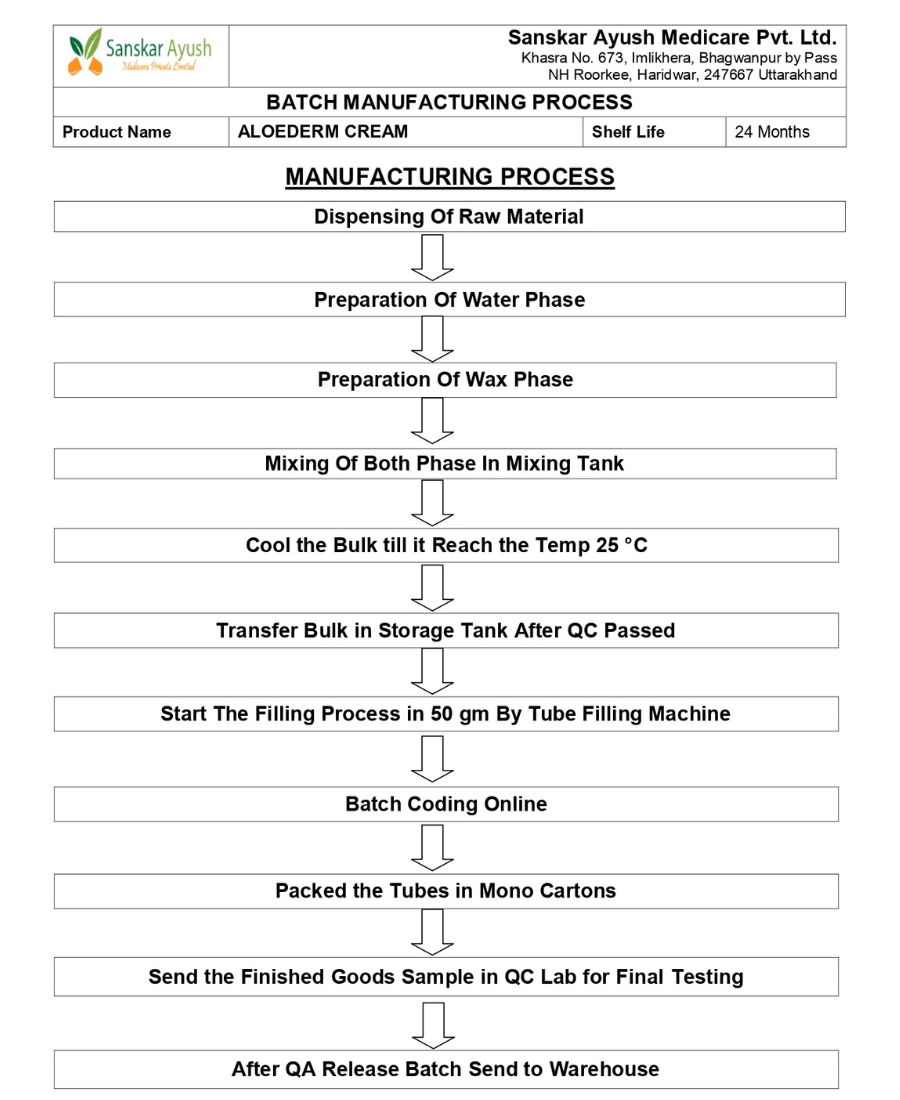 Sanskar Ayush
Medicare Private Limited
Sanskar Ayush Medicare Pvt. Ltd.
Khasra No. 673, Imlikhera, Bhagwanpur by Pass
NH Roorkee, Haridwar, 247667 Uttarakhand
BATCH MANUFACTURING PROCESS
Product Name ALOEDERM CREAM Shelf Life 24 Months
MANUFACTURING PROCESS
Dispensing Of Raw Material
Preparation Of Water Phase
Preparation Of Wax Phase
Mixing Of Both Phase In Mixing Tank
Cool the Bulk till it Reach the Temp 25 °C
Transfer Bulk in Storage Tank After QC Passed
Start The Filling Process in 50 gm By Tube Filling Machine
Batch Coding Online
Packed the Tubes in Mono Cartons
Send the Finished Goods Sample in QC Lab for Final Testing
After QA Release Batch Send to Warehouse